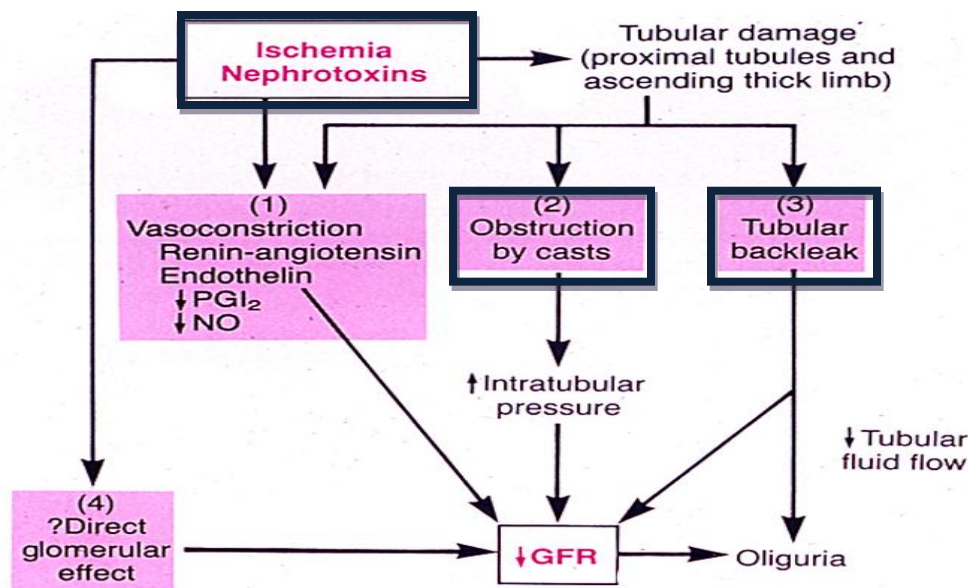 Ischemia
Nephrotoxins
Tubular damage
(proximal tubules and
ascending thick limb)
(1)
Vasoconstriction
Renin-angiotensin
Endothelin
↓ PGI₂
↓ NO
(2)
Obstruction
by casts
(3)
Tubular
backleak
↑ Intratubular
pressure
↓ Tubular
fluid flow
(4)
?Direct
glomerular
effect
↓ GFR
Oliguria